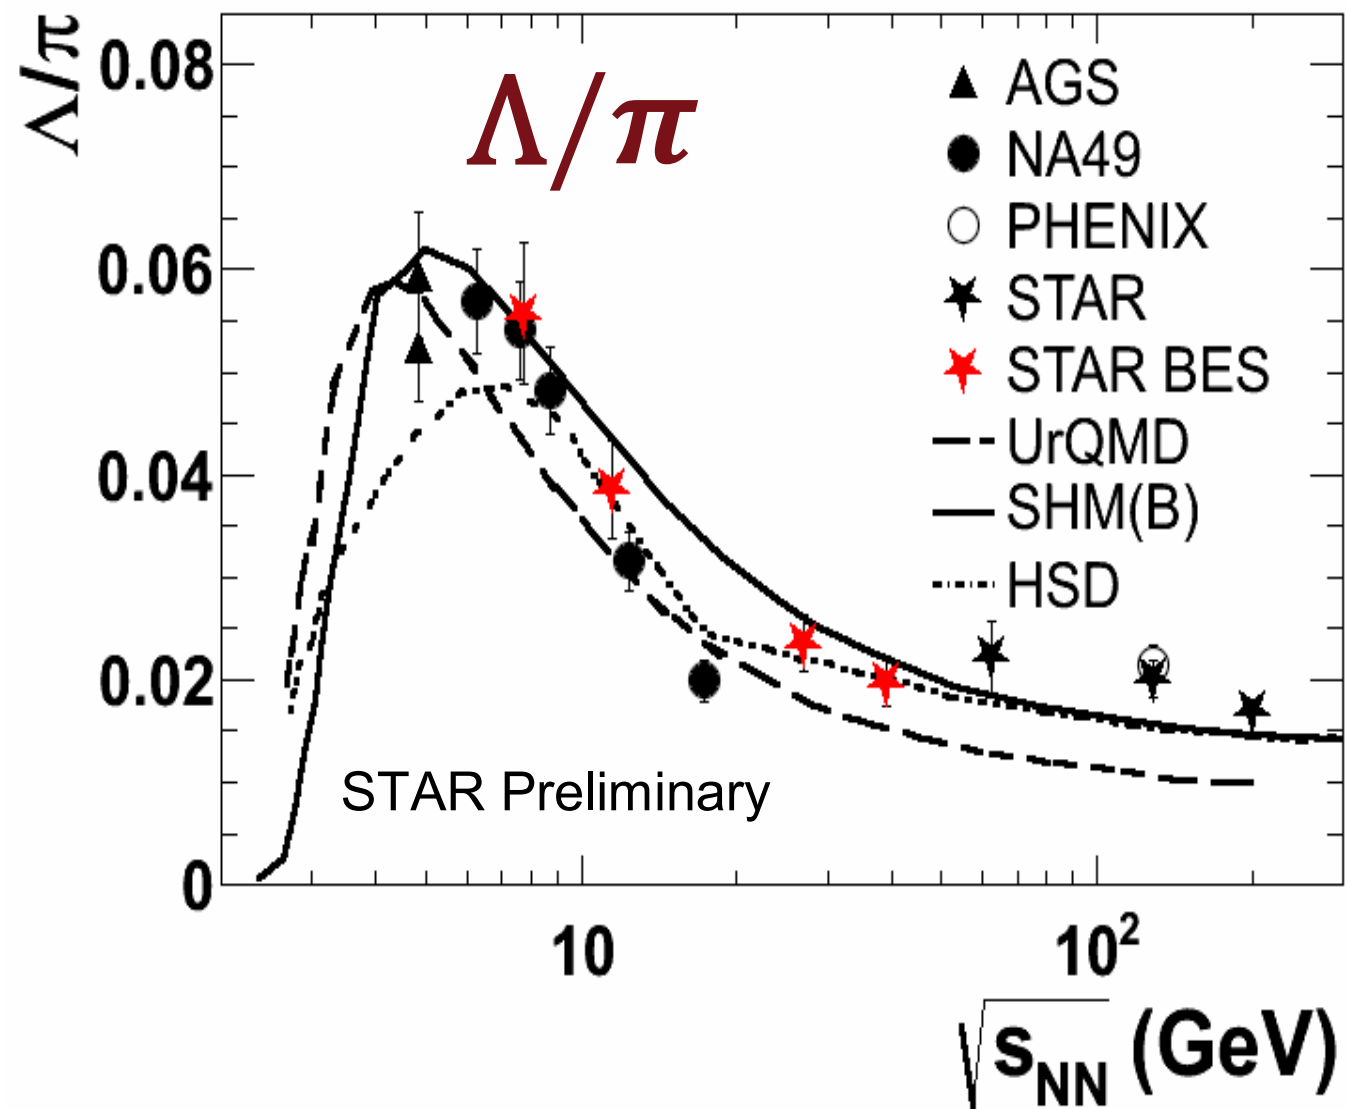 Λ/π
0.08
0.06
0.04
0.02
0
Λ/π
AGS
NA49
PHENIX
STAR
STAR BES
UrQMD
SHM(B)
HSD
STAR Preliminary
10
10²
√s_NN (GeV)